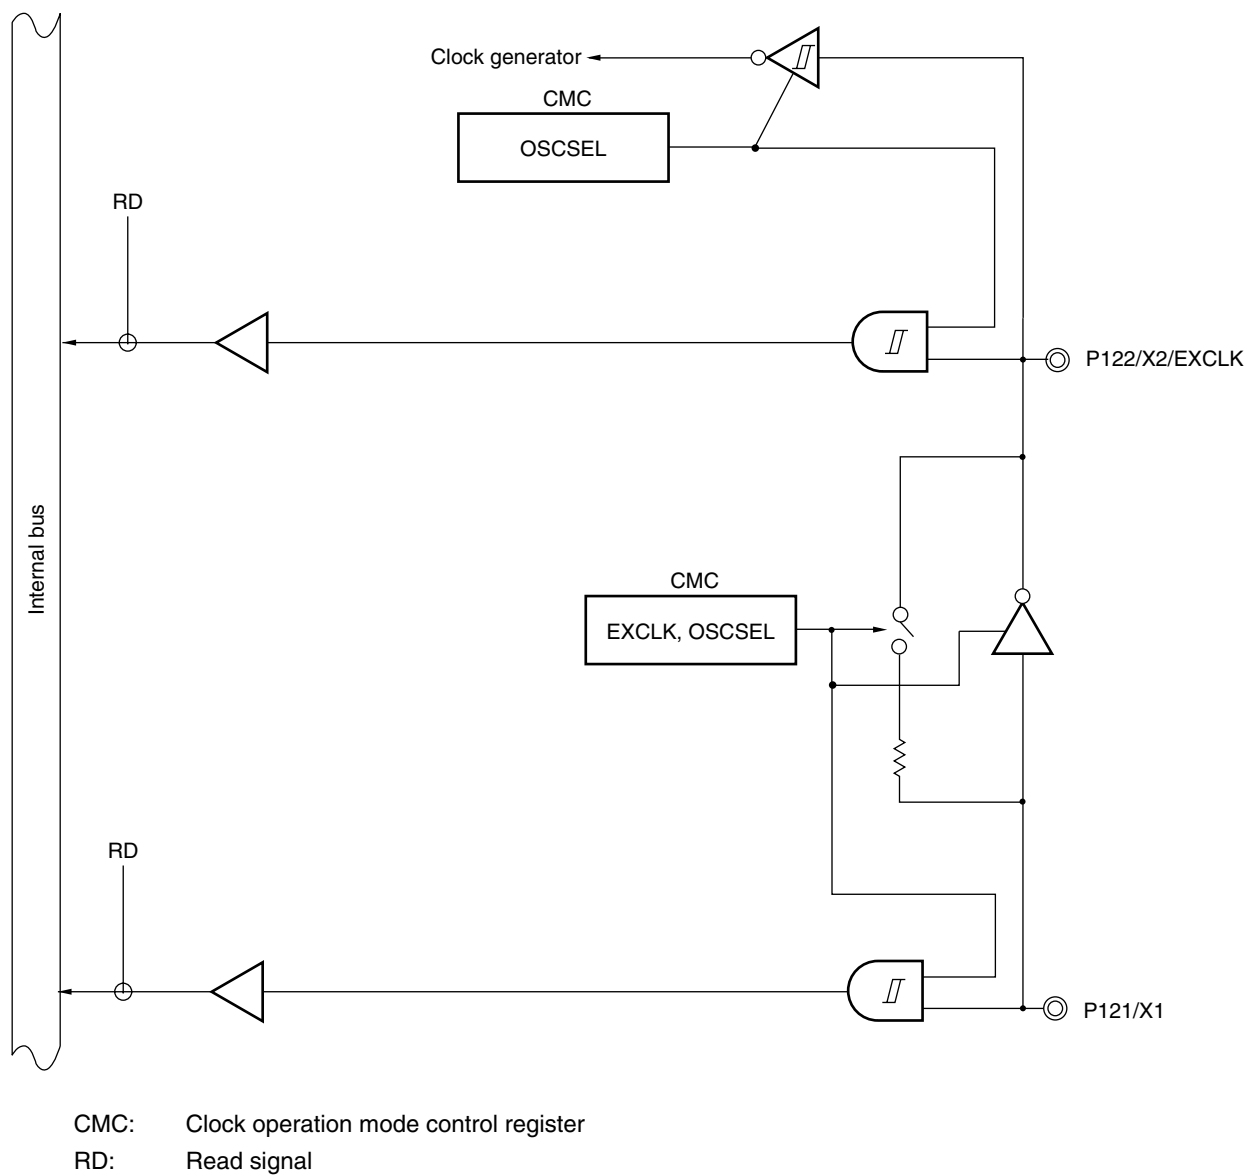 Clock generator
CMC
OSCSEL
RD
P122/X2/EXCLK
Internal bus
CMC
EXCLK, OSCSEL
RD
P121/X1
CMC: Clock operation mode control register
RD: Read signal